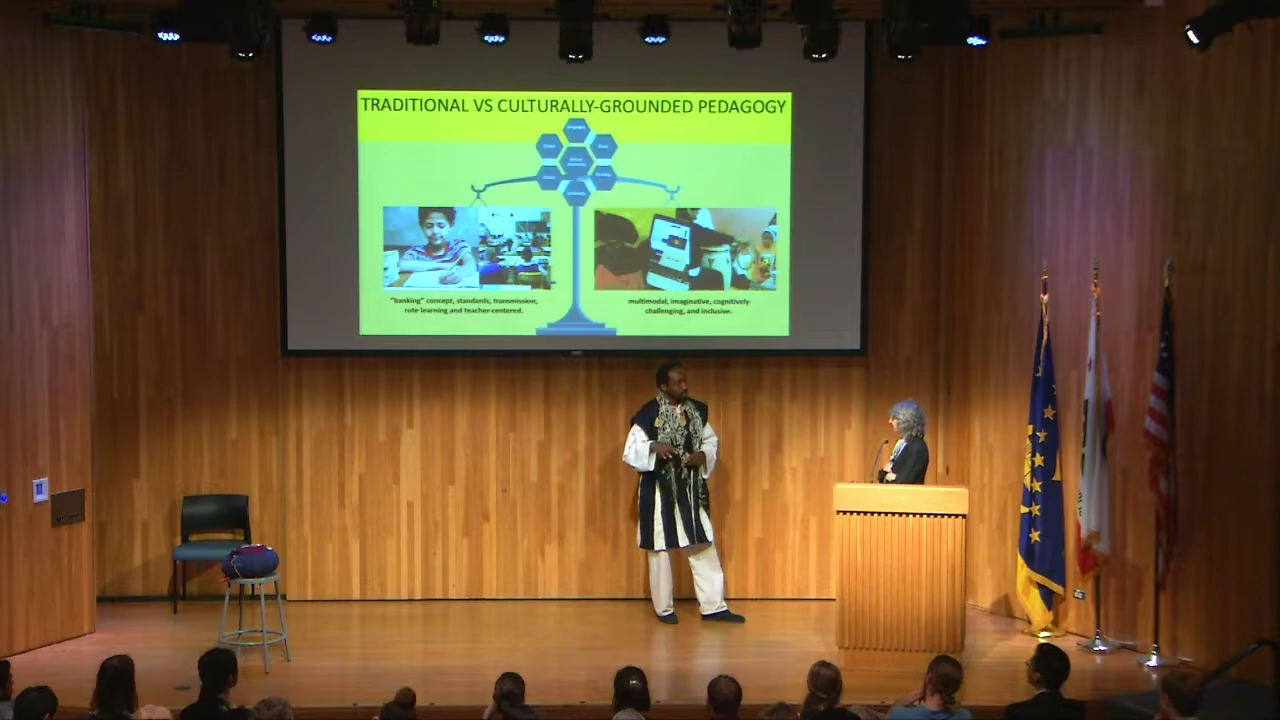 TRADITIONAL VS CULTURALLY-GROUNDED PEDAGOGY
"banking" concept, standards, transmission,
rote learning and teacher-centered.
multimodal, imaginative, cognitively
challenging, and inclusive.